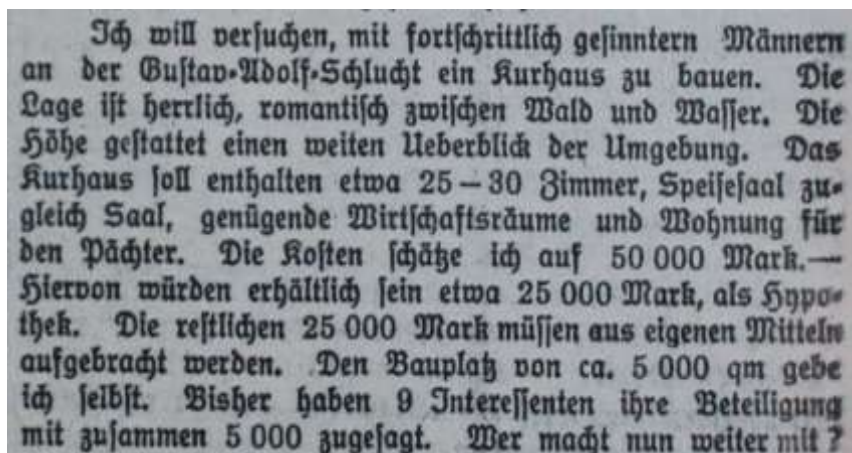 Ich will versuchen, mit fortschrittlich gesinntern Männern
an der Gustav-Adolf-Schlucht ein Kurhaus zu bauen. Die
Lage ist herrlich, romantisch zwischen Wald und Wasser. Die
Höhe gestattet einen weiten Ueberblick der Umgebung. Das
Kurhaus soll enthalten etwa 25–30 Zimmer, Speisesaal zu-
gleich Saal, genügende Wirtschaftsräume und Wohnung für
den Pächter. Die Kosten schätze ich auf 50 000 Mark.—
Hiervon würden erhältlich sein etwa 25 000 Mark, als Hypo-
thek. Die restlichen 25 000 Mark müssen aus eigenen Mitteln
aufgebracht werden. Den Bauplatz von ca. 5 000 qm gebe
ich selbst. Bisher haben 9 Interessenten ihre Beteiligung
mit zusammen 5 000 zugesagt. Wer macht nun weiter mit?